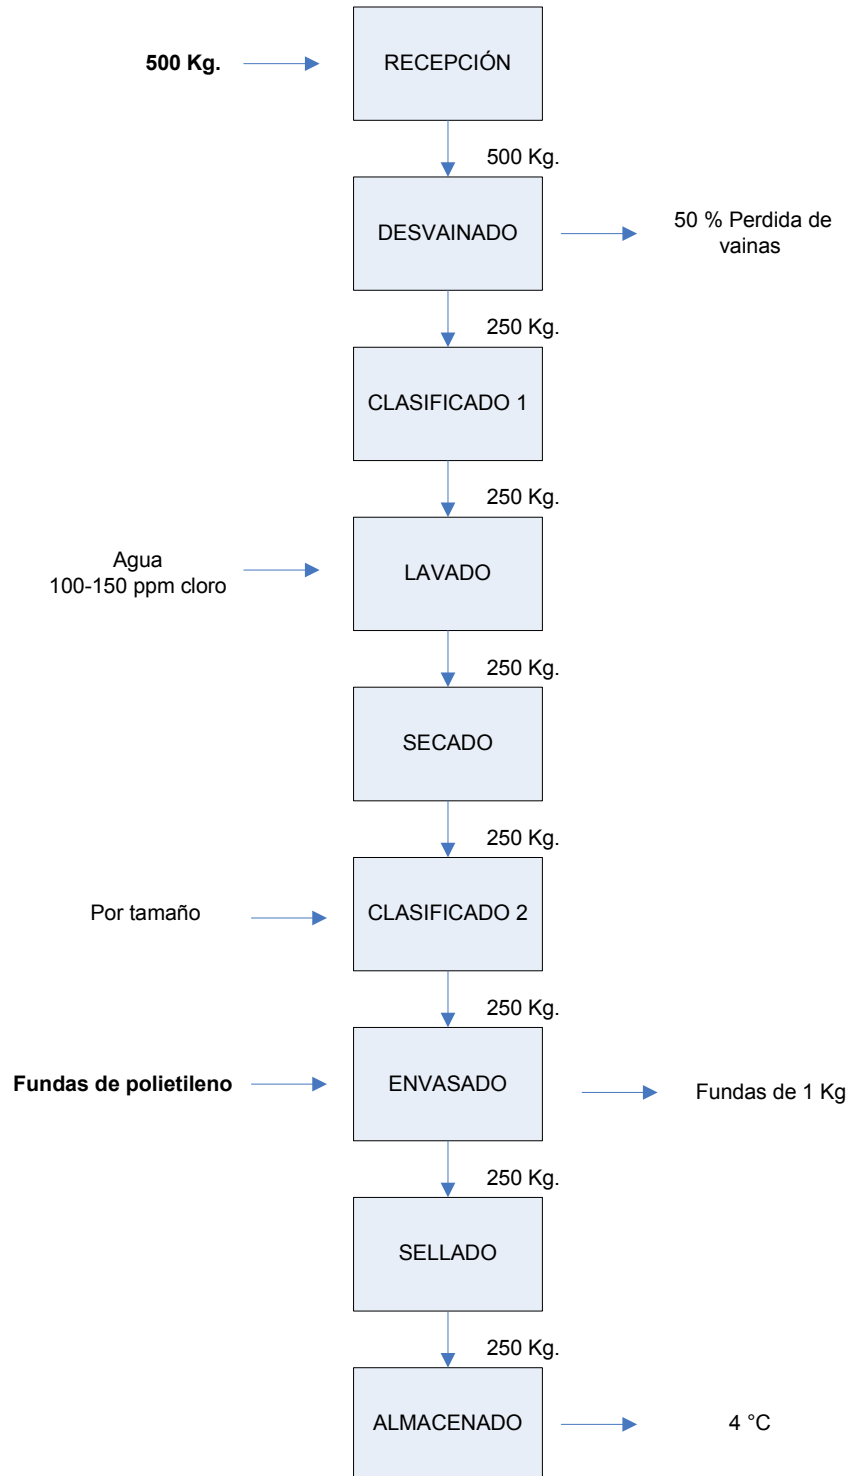 500 Kg.
RECEPCIÓN
500 Kg.
DESVAINADO
50 % Perdida de
vainas
250 Kg.
CLASIFICADO 1
250 Kg.
Agua
100-150 ppm cloro
LAVADO
250 Kg.
SECADO
250 Kg.
Por tamaño
CLASIFICADO 2
250 Kg.
Fundas de polietileno
ENVASADO
Fundas de 1 Kg
250 Kg.
SELLADO
250 Kg.
ALMACENADO
4 °C